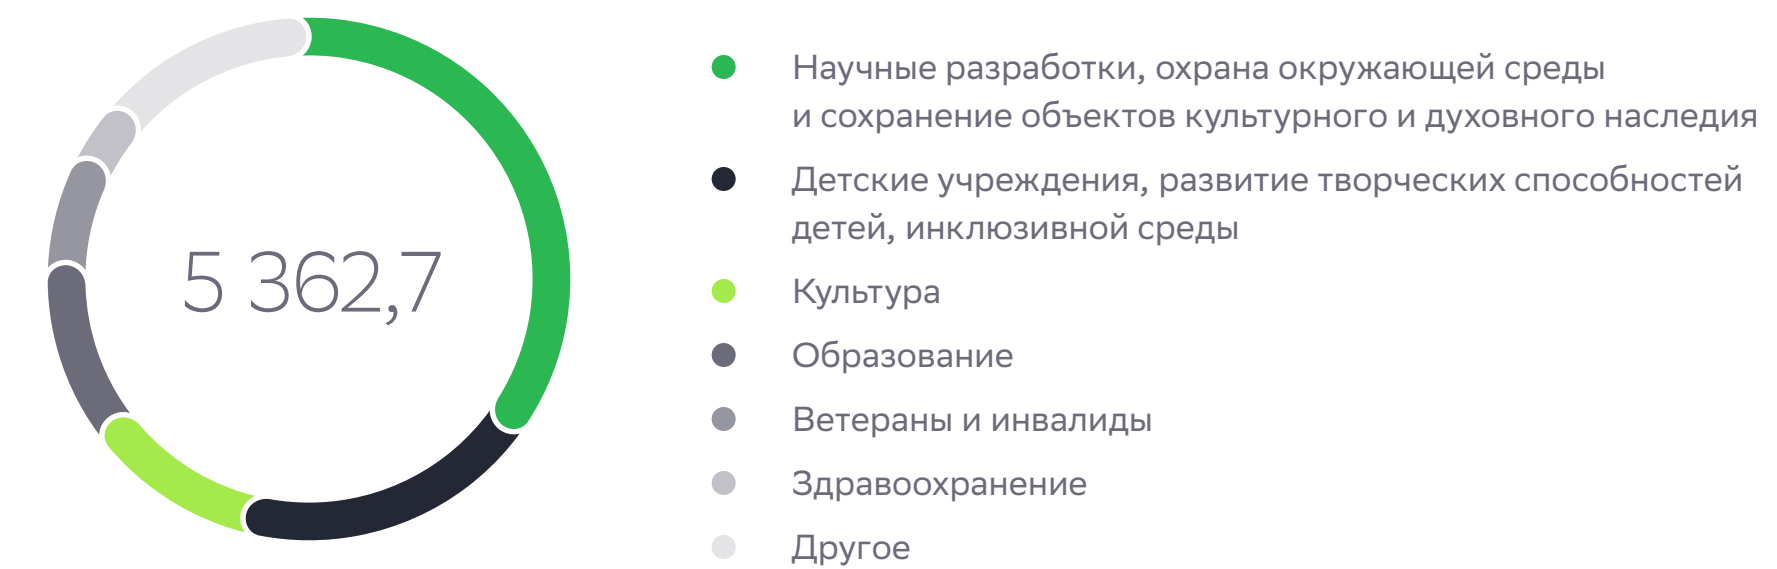 5 362,7
Научные разработки, охрана окружающей среды
и сохранение объектов культурного и духовного наследия
Детские учреждения, развитие творческих способностей
детей, инклюзивной среды
Культура
Образование
Ветераны и инвалиды
Здравоохранение
Другое